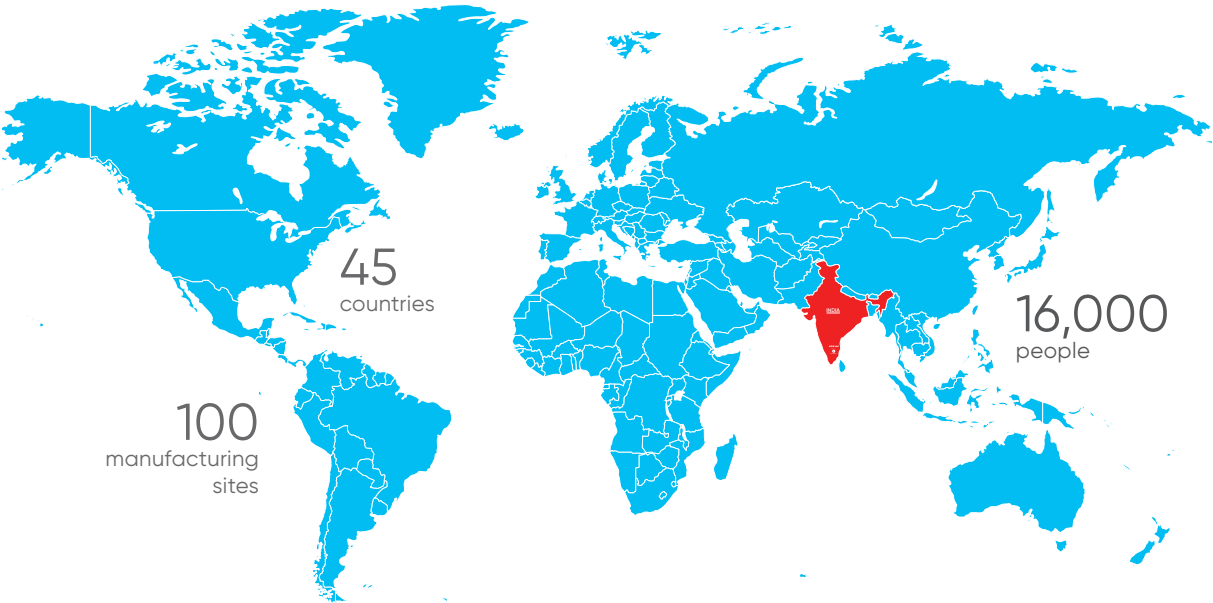 45
countries
16,000
people
INDIA
100
manufacturing
sites